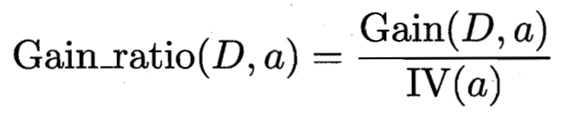 Gain_ratio(D, a) = Gain(D, a) / IV(a)